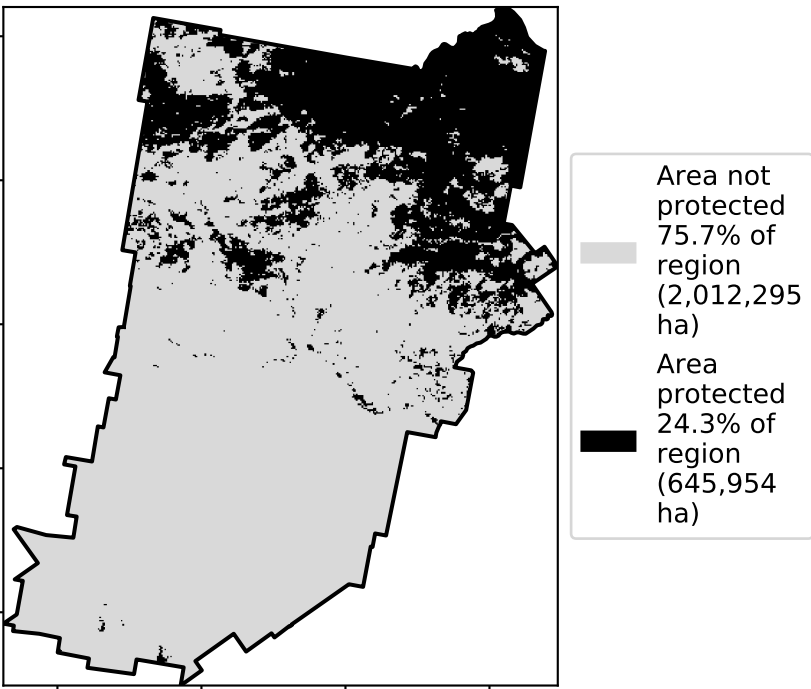 Area not
protected
75.7% of
region
(2,012,295
ha)
Area
protected
24.3% of
region
(645,954
ha)